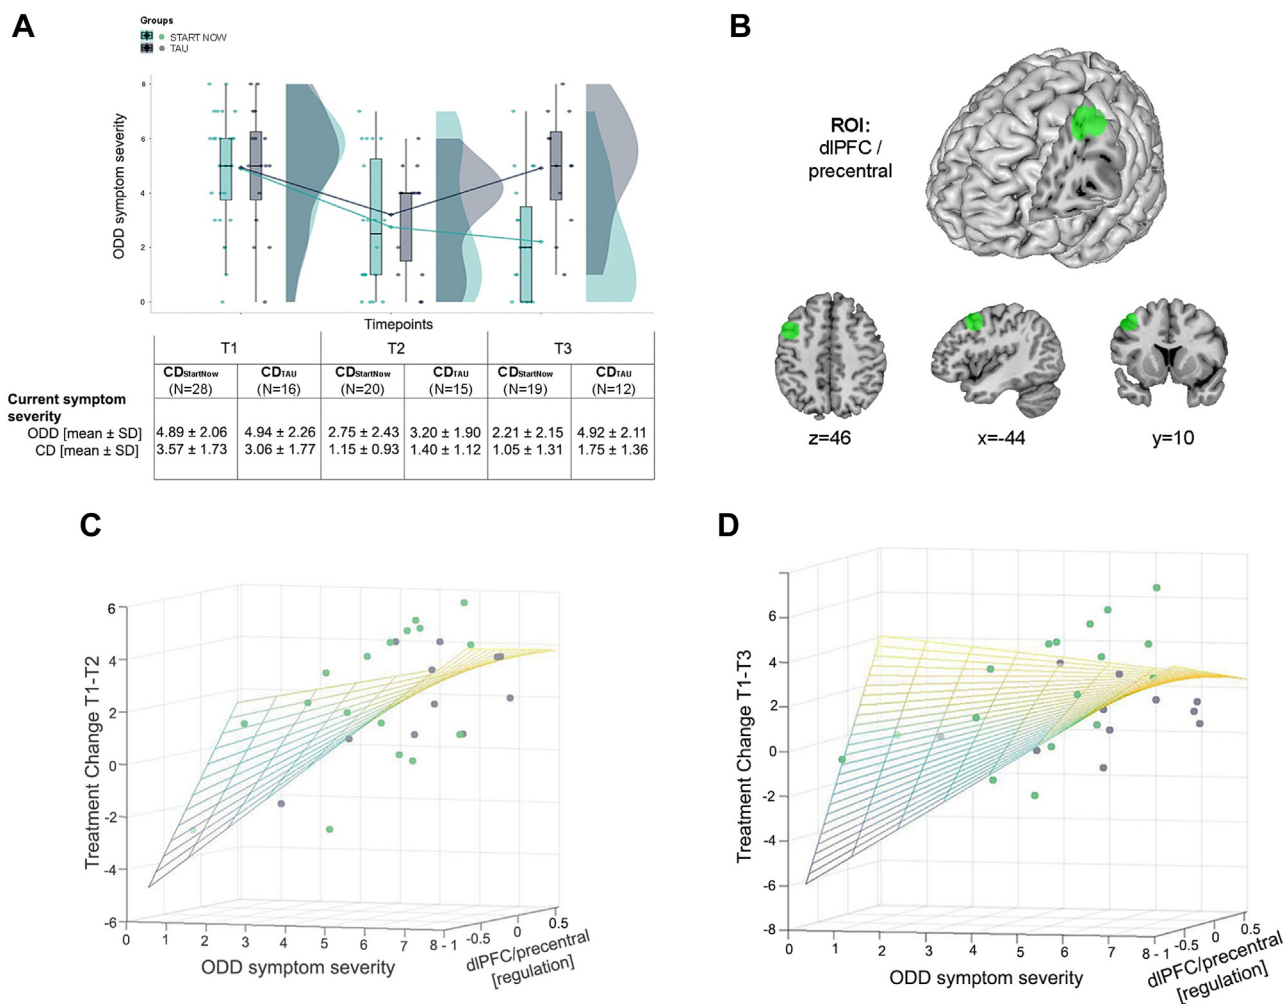 A
Groups
START NOW
TAU
ODD symptom severity
8
6
4
2
0
Timepoints
T1 T2 T3
CDStartNow CDTAU CDStartNow CDTAU CDStartNow CDTAU
(N=28) (N=16) (N=20) (N=15) (N=19) (N=12)
Current symptom
severity
ODD [mean ± SD] 4.89 ± 2.06 4.94 ± 2.26 2.75 ± 2.43 3.20 ± 1.90 2.21 ± 2.15 4.92 ± 2.11
CD [mean ± SD] 3.57 ± 1.73 3.06 ± 1.77 1.15 ± 0.93 1.40 ± 1.12 1.05 ± 1.31 1.75 ± 1.36
B
ROI:
dlPFC /
precentral
z=46 x=-44 y=10
C
Treatment Change T1-T2
6
4
2
0
-2
-4
-6
0 1 2 3 4 5 6 7 8 - 1 -0.5 0 0.5
ODD symptom severity
dlPFC/precentral
[regulation]
D
Treatment Change T1-T3
6
4
2
0
-2
-4
-6
-8
0 1 2 3 4 5 6 7 8 - 1 -0.5 0 0.5
ODD symptom severity
dlPFC/precentral
[regulation]